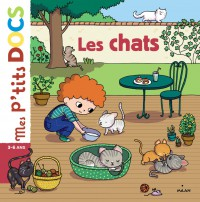 Les chats
Mes p'tits DOCS
3-6 ans
MILAN